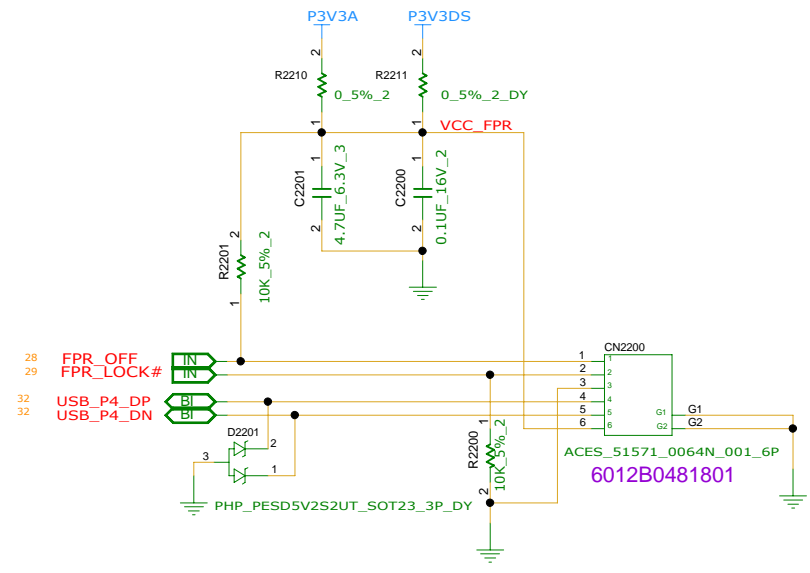 P3V3A
P3V3DS
2
2
R2210
R2211
0_5%_2
0_5%_2_DY
1
1
VCC_FPR
1
1
C2201
4.7UF_6.3V_3
C2200
0.1UF_16V_2
2
2
2
R2201
10K_5%_2
1
CN2200
28 FPR_OFF IN 1 1
29 FPR_LOCK# IN 2 2
3 3
32 USB_P4_DP BI 4 4
32 USB_P4_DN BI 5 5 G1 G1
6 6 G2 G2
D2201
2
3
1
1
R2200
10K_5%_2
2
ACES_51571_0064N_001_6P
6012B0481801
PHP_PESD5V2S2UT_SOT23_3P_DY